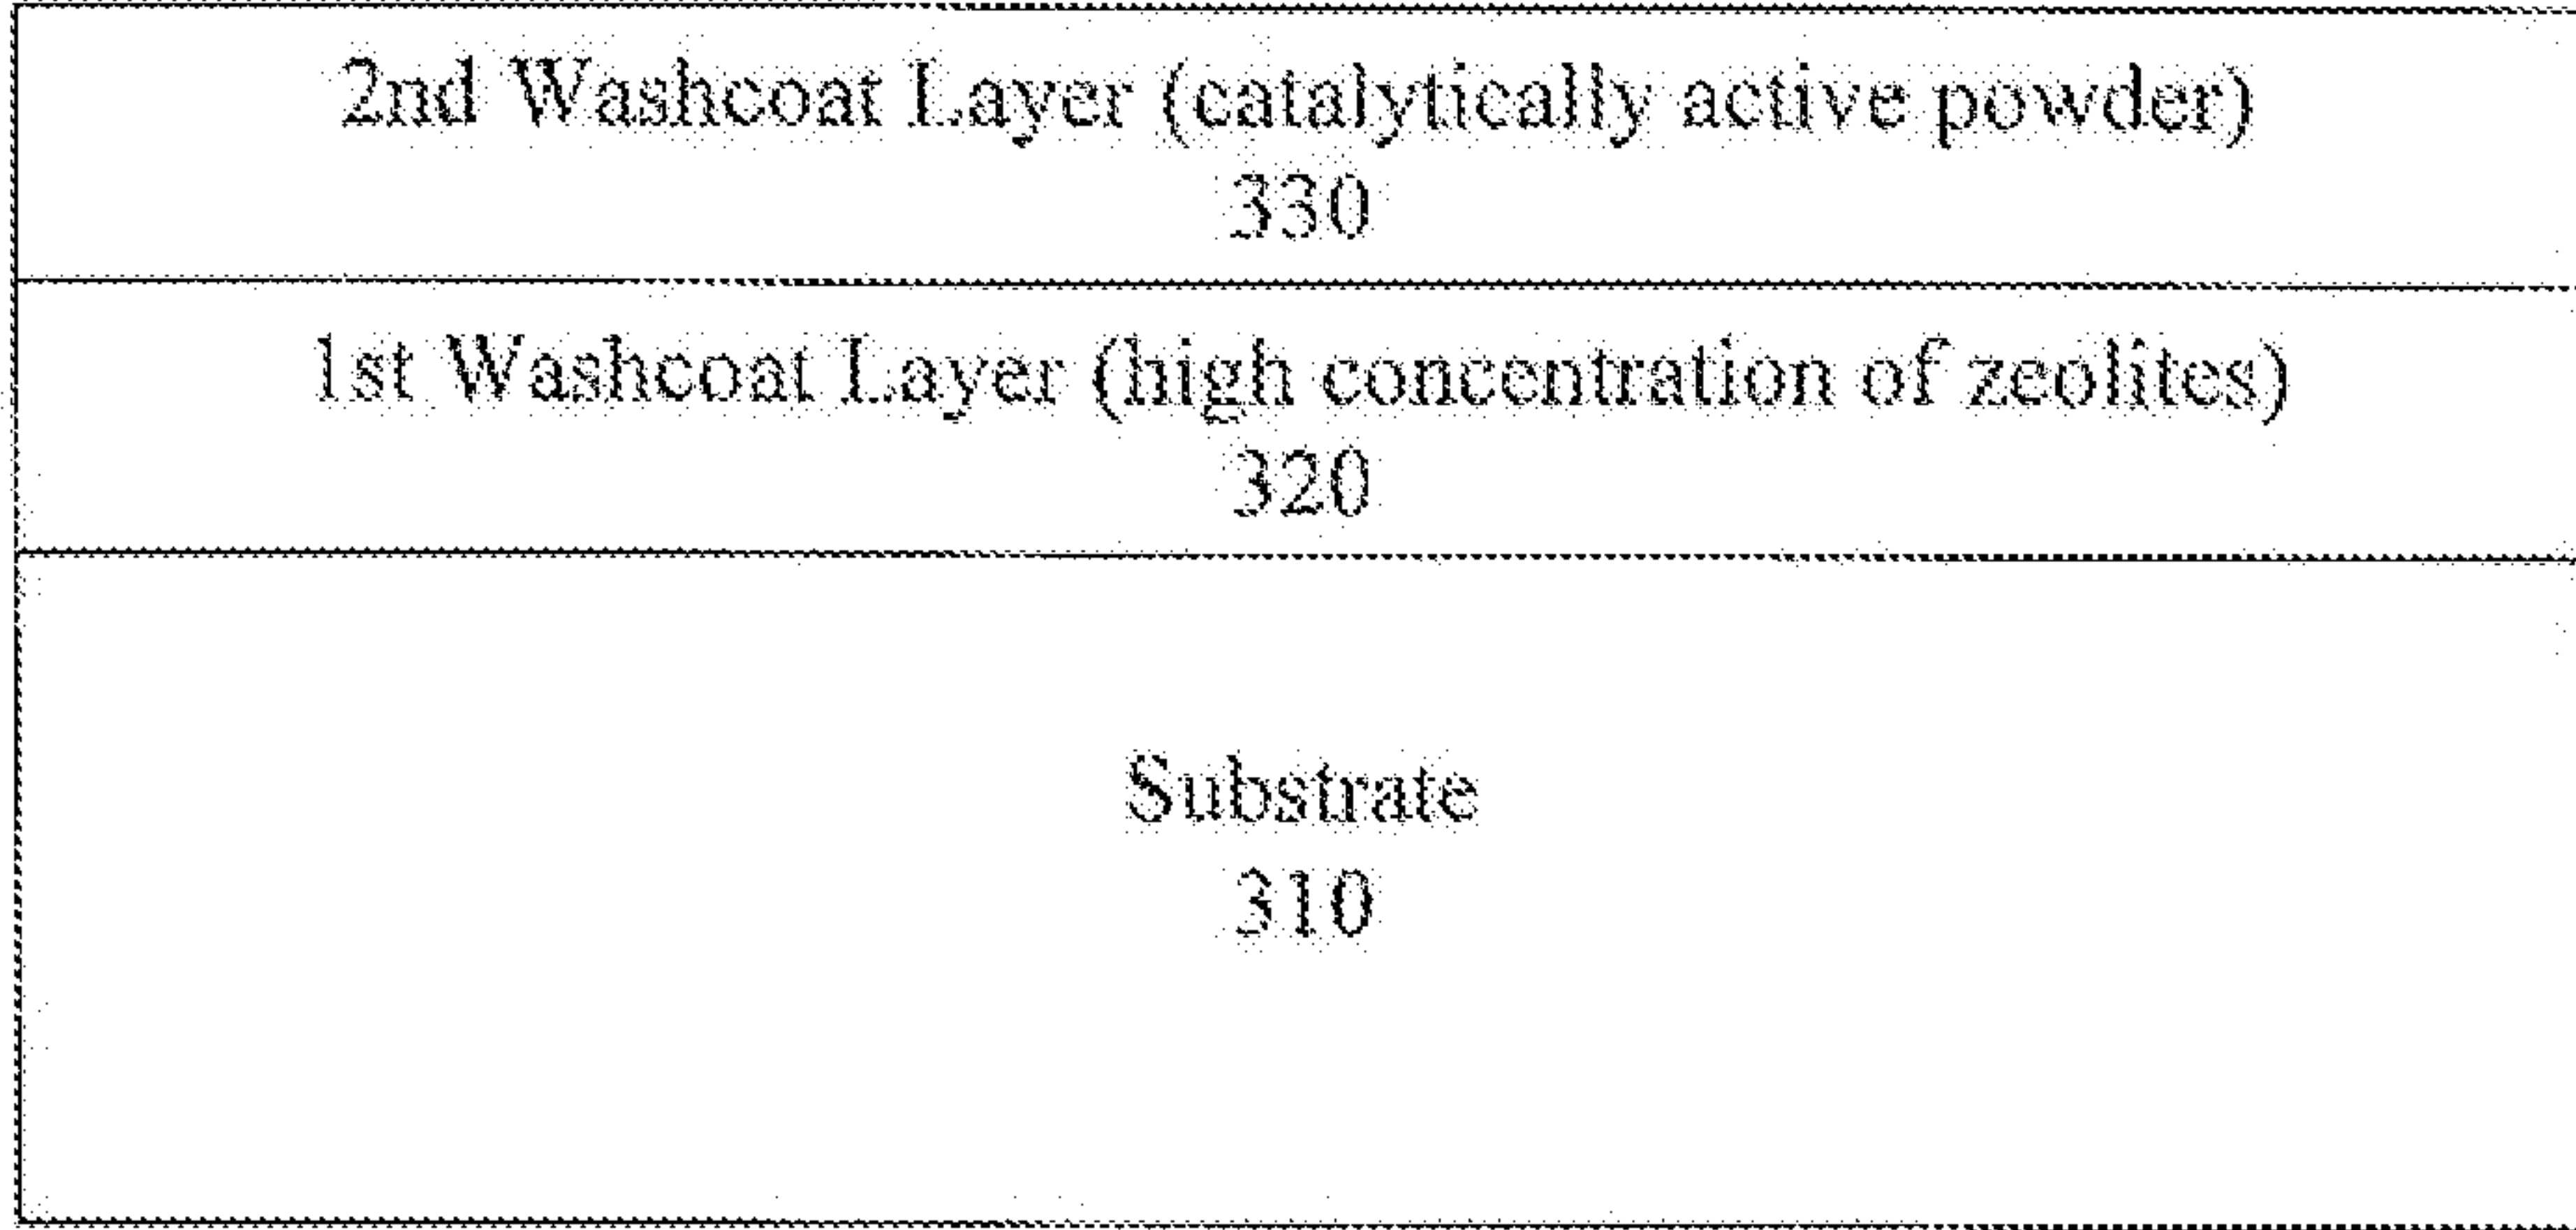 2nd Washcoat Layer (catalytically active powder)
330
1st Washcoat Layer (high concentration of zeolites)
320
Substrate
310